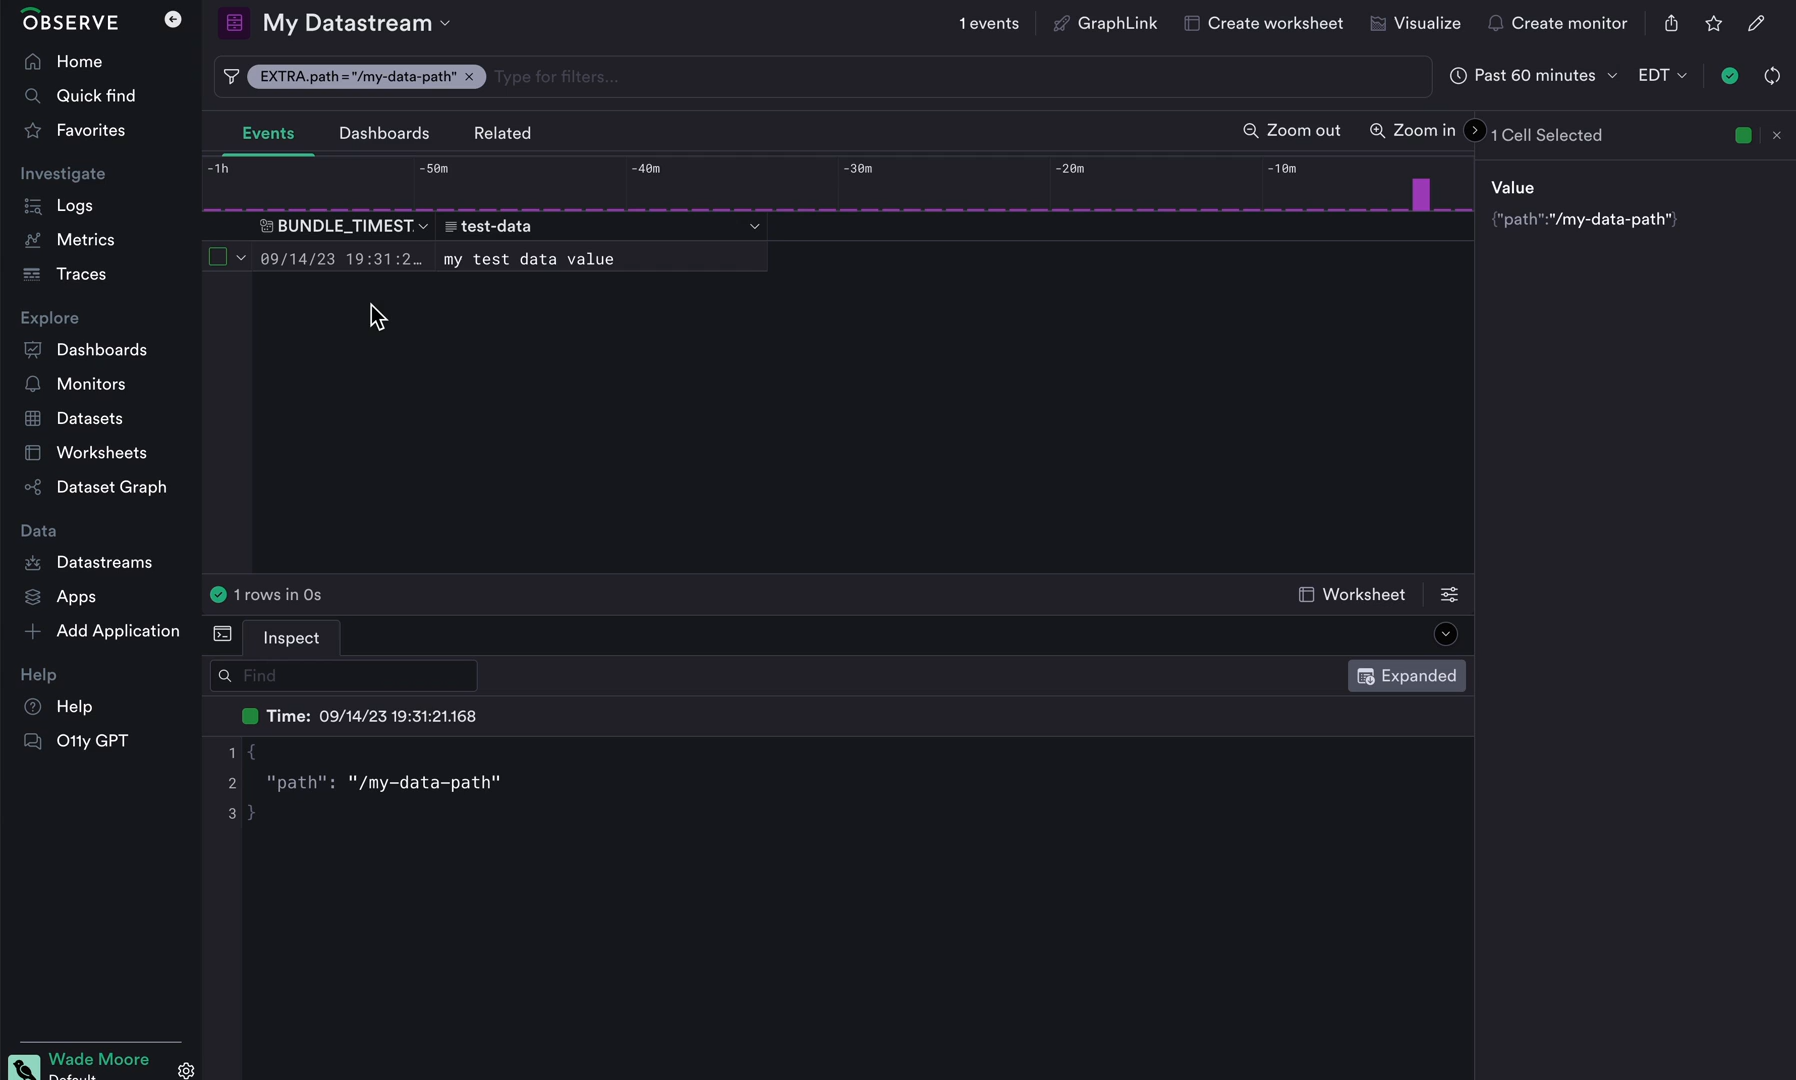 OBSERVE
My Datastream
1 events
GraphLink
Create worksheet
Visualize
Create monitor
EXTRA.path = "/my-data-path"
Type for filters...
Past 60 minutes
EDT
Home
Quick find
Favorites
Investigate
Logs
Metrics
Traces
Explore
Dashboards
Monitors
Datasets
Worksheets
Dataset Graph
Data
Datastreams
Apps
Add Application
Help
Help
O11y GPT
Wade Moore
Default
Events
Dashboards
Related
Zoom out
Zoom in
-1h
-50m
-40m
-30m
-20m
-10m
BUNDLE_TIMEST.
test-data
09/14/23 19:31:2…
my test data value
1 rows in 0s
Worksheet
Inspect
Find
Expanded
Time: 09/14/23 19:31:21.168
1 {
2 "path": "/my-data-path"
3 }
1 Cell Selected
Value
{"path":"/my-data-path"}